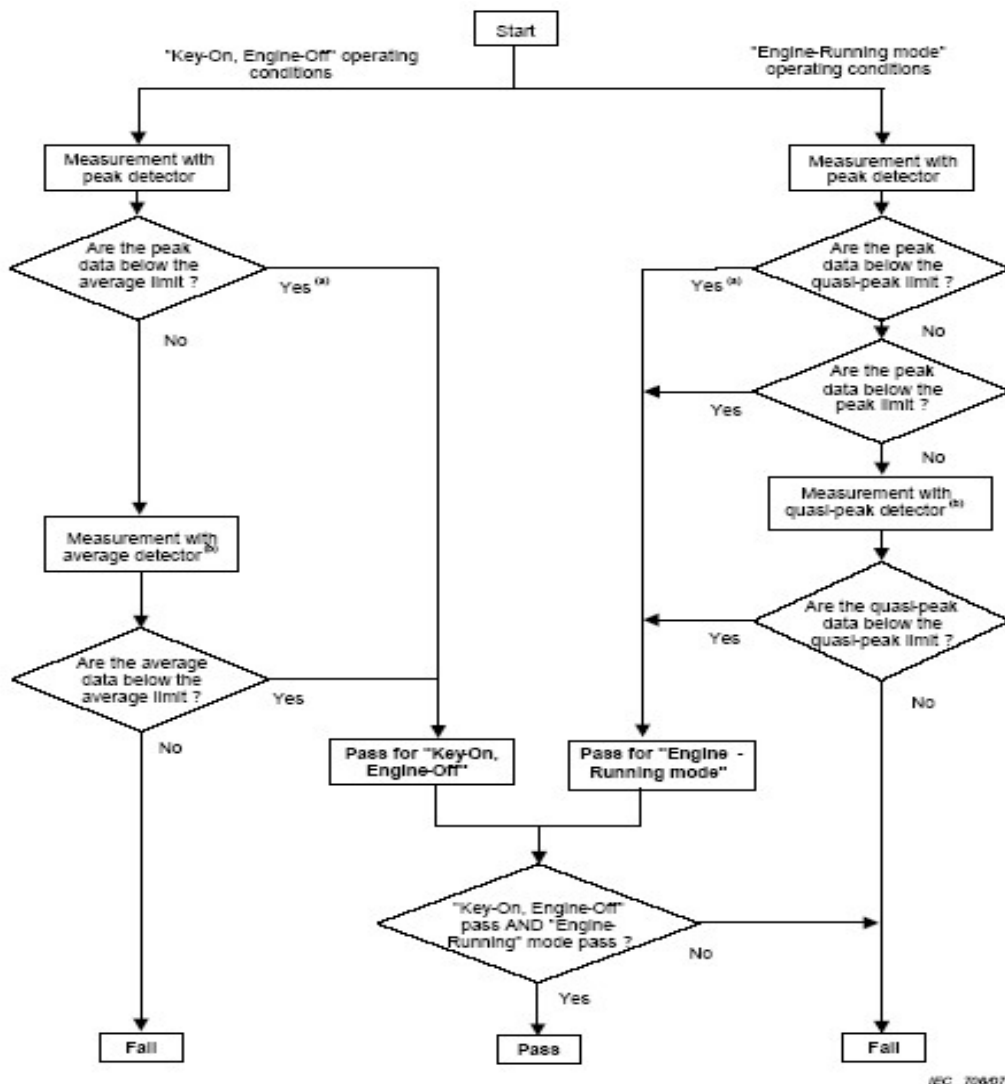 Start
"Key-On, Engine-Off" operating
conditions
"Engine-Running mode"
operating conditions
Measurement with
peak detector
Measurement with
peak detector
Are the peak
data below the
average limit ?
Yes (a)
No
Are the peak
data below the
quasi-peak limit ?
Yes (a)
No
Are the peak
data below the
peak limit ?
Yes
No
Measurement with
average detector (b)
Measurement with
quasi-peak detector (b)
Are the average
data below the
average limit ?
Yes
No
Are the quasi-peak
data below the
quasi-peak limit ?
Yes
No
Pass for "Key-On,
Engine-Off"
Pass for "Engine -
Running mode"
"Key-On, Engine-Off"
pass AND "Engine-
Running" mode pass ?
No
Yes
Fail
Pass
Fail
IEC 708/07